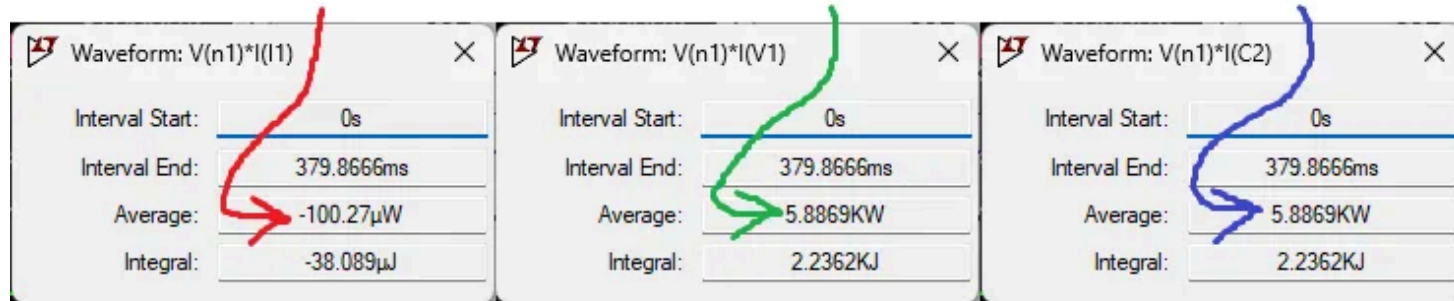 Waveform: V(n1)*I(I1)
Interval Start: 0s
Interval End: 379.8666ms
Average: -100.27µW
Integral: -38.089µJ
Waveform: V(n1)*I(V1)
Interval Start: 0s
Interval End: 379.8666ms
Average: 5.8869KW
Integral: 2.2362KJ
Waveform: V(n1)*I(C2)
Interval Start: 0s
Interval End: 379.8666ms
Average: 5.8869KW
Integral: 2.2362KJ